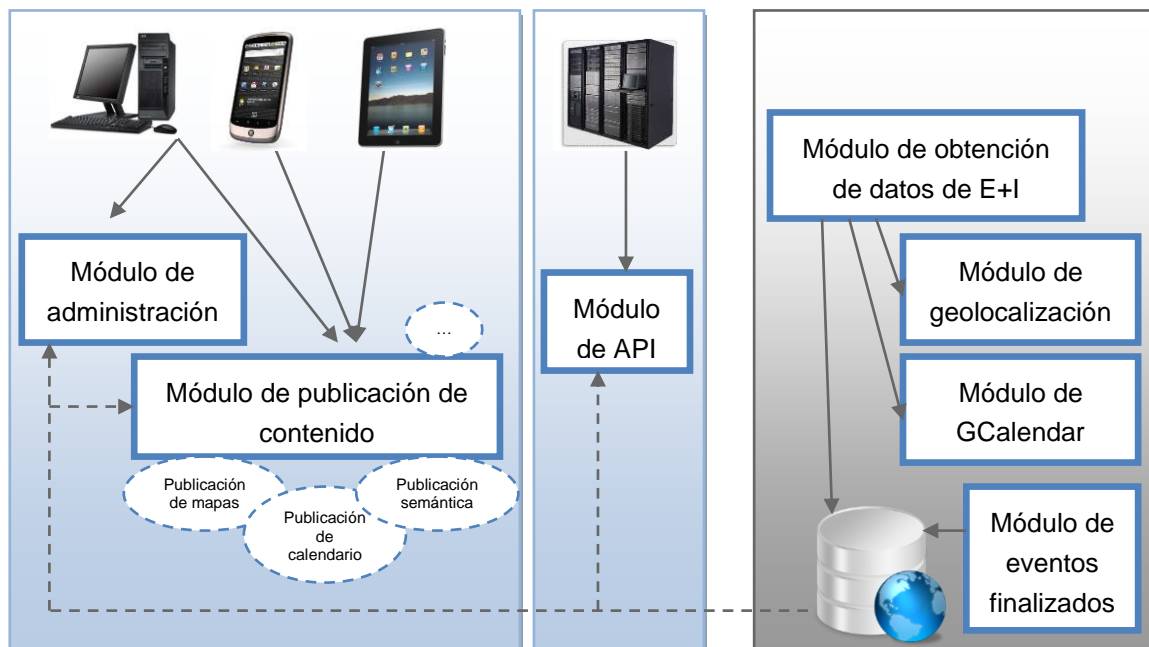 Módulo de
administración
...
Módulo de publicación de
contenido
Publicación
de mapas
Publicación
de
calendario
Publicación
semántica
Módulo
de API
Módulo de obtención
de datos de E+I
Módulo de
geolocalización
Módulo de
GCalendar
Módulo de
eventos
finalizados